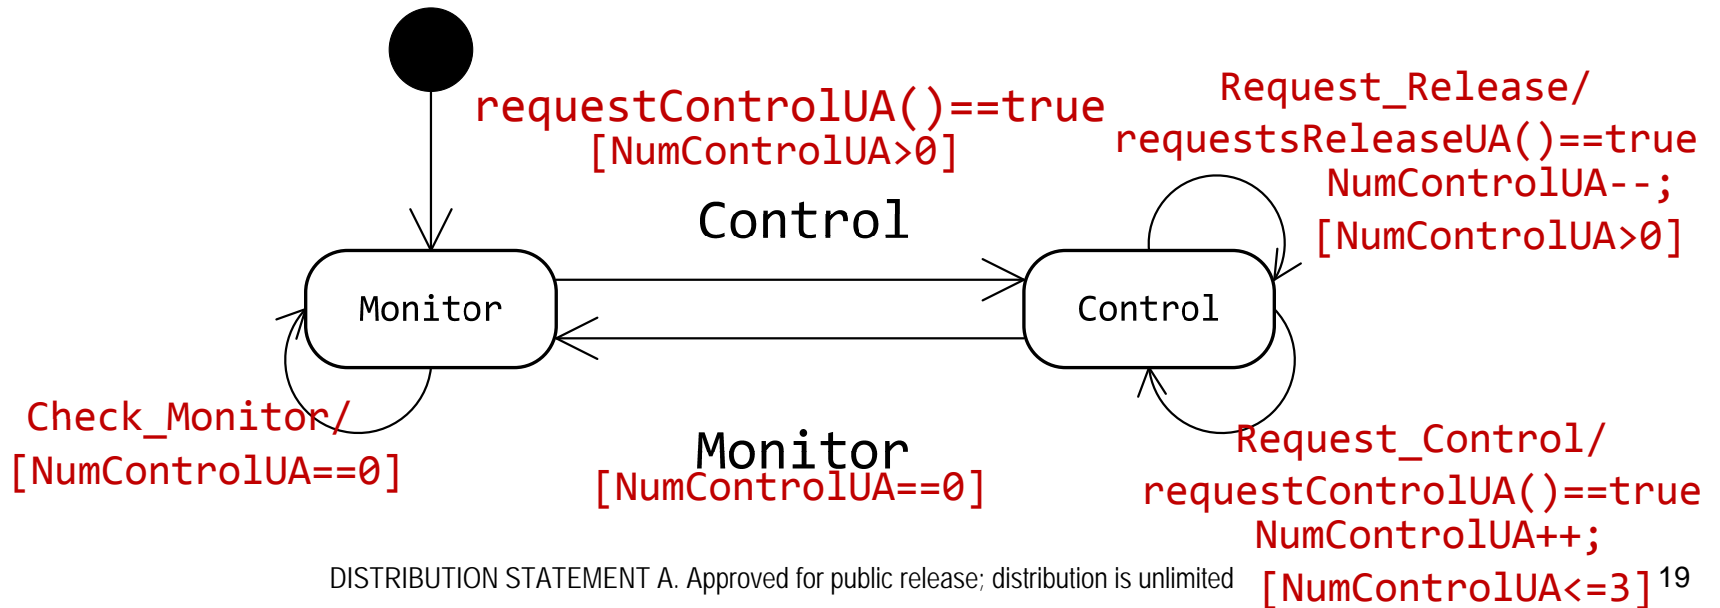 requestControlUA()==true
[NumControlUA>0]
Control
Request_Release/
requestsReleaseUA()==true
NumControlUA--;
[NumControlUA>0]
Monitor
Control
Check_Monitor/
[NumControlUA==0]
Monitor
[NumControlUA==0]
Request_Control/
requestControlUA()==true
NumControlUA++;
[NumControlUA<=3]
DISTRIBUTION STATEMENT A. Approved for public release; distribution is unlimited
19